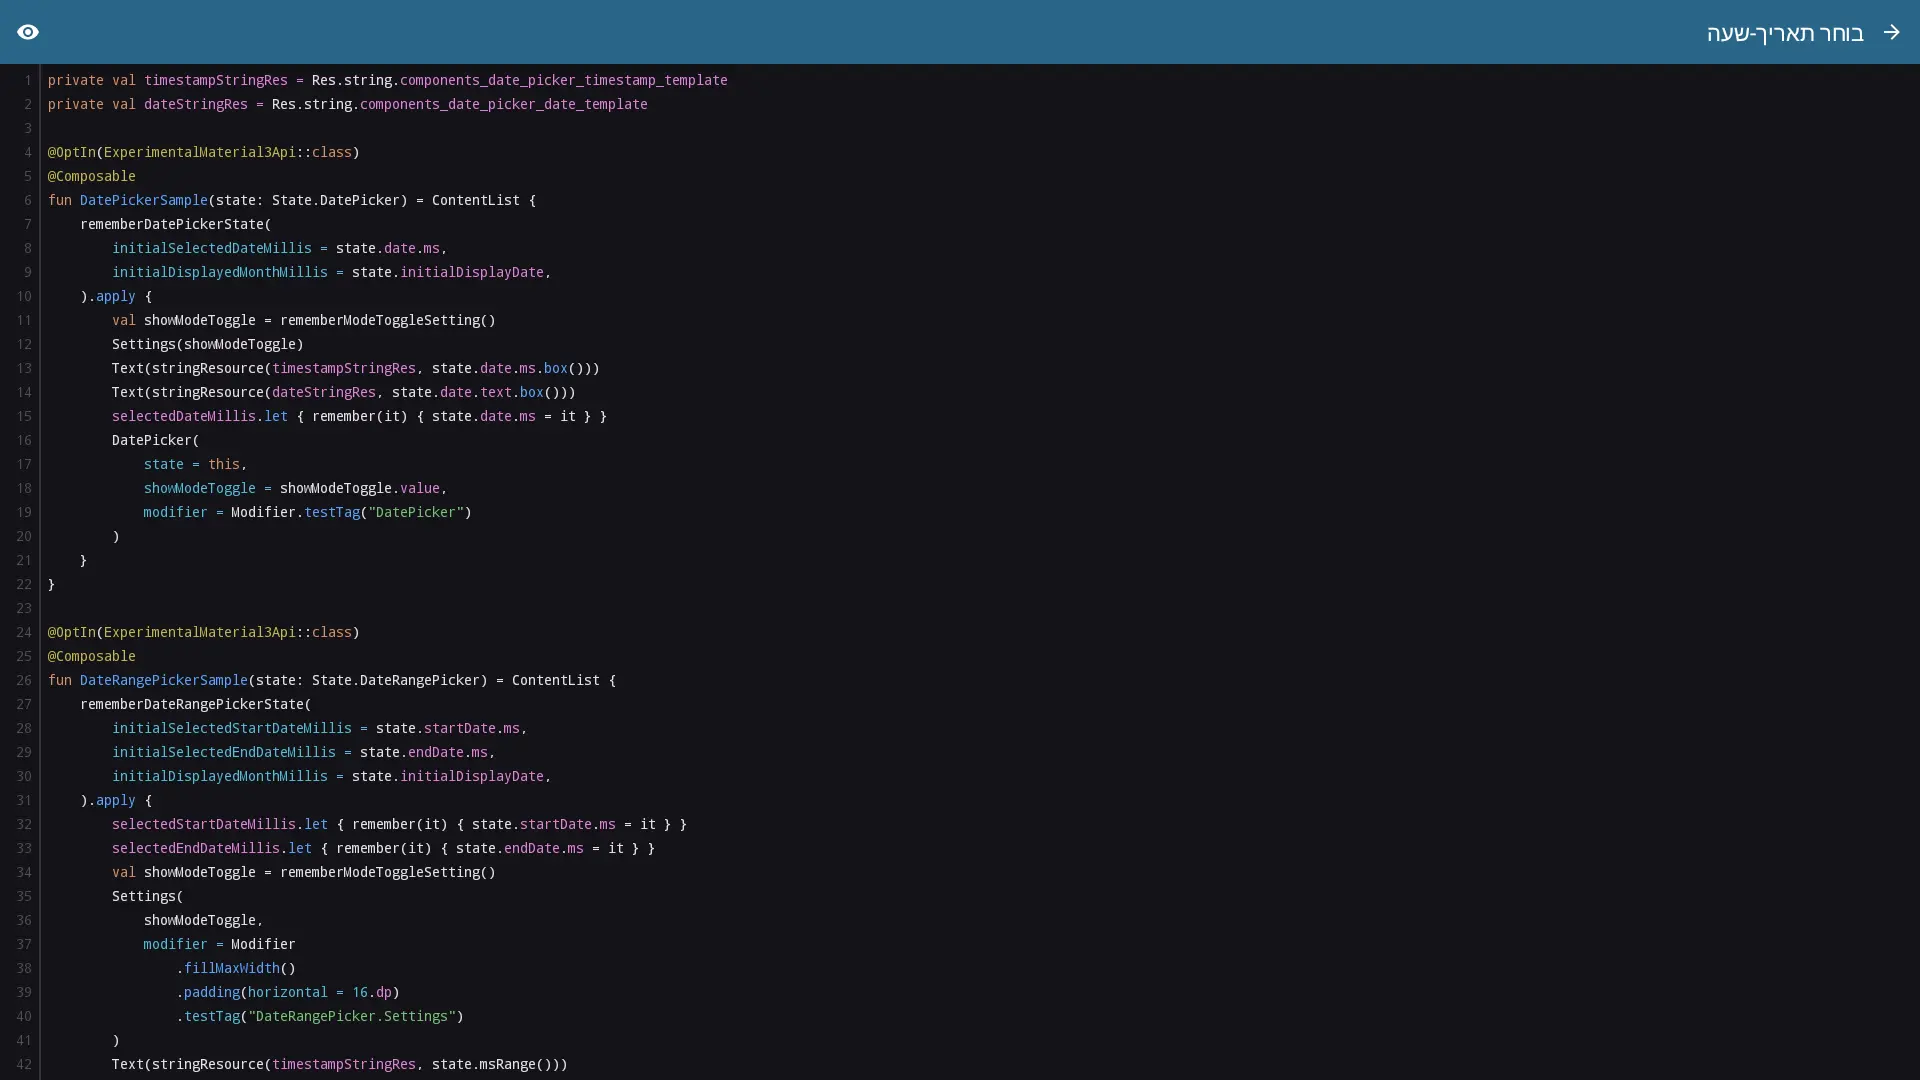 בוחר תאריך-שעה
1 private val timestampStringRes = Res.string.components_date_picker_timestamp_template
2 private val dateStringRes = Res.string.components_date_picker_date_template
3
4 @OptIn(ExperimentalMaterial3Api::class)
5 @Composable
6 fun DatePickerSample(state: State.DatePicker) = ContentList {
7     rememberDatePickerState(
8         initialSelectedDateMillis = state.date.ms,
9         initialDisplayedMonthMillis = state.initialDisplayDate,
10     ).apply {
11         val showModeToggle = rememberModeToggleSetting()
12         Settings(showModeToggle)
13         Text(stringResource(timestampStringRes, state.date.ms.box()))
14         Text(stringResource(dateStringRes, state.date.text.box()))
15         selectedDateMillis.let { remember(it) { state.date.ms = it } }
16         DatePicker(
17             state = this,
18             showModeToggle = showModeToggle.value,
19             modifier = Modifier.testTag("DatePicker")
20         )
21     }
22 }
23
24 @OptIn(ExperimentalMaterial3Api::class)
25 @Composable
26 fun DateRangePickerSample(state: State.DateRangePicker) = ContentList {
27     rememberDateRangePickerState(
28         initialSelectedStartDateMillis = state.startDate.ms,
29         initialSelectedEndDateMillis = state.endDate.ms,
30         initialDisplayedMonthMillis = state.initialDisplayDate,
31     ).apply {
32         selectedStartDateMillis.let { remember(it) { state.startDate.ms = it } }
33         selectedEndDateMillis.let { remember(it) { state.endDate.ms = it } }
34         val showModeToggle = rememberModeToggleSetting()
35         Settings(
36             showModeToggle,
37             modifier = Modifier
38                 .fillMaxWidth()
39                 .padding(horizontal = 16.dp)
40                 .testTag("DateRangePicker.Settings")
41         )
42         Text(stringResource(timestampStringRes, state.msRange()))